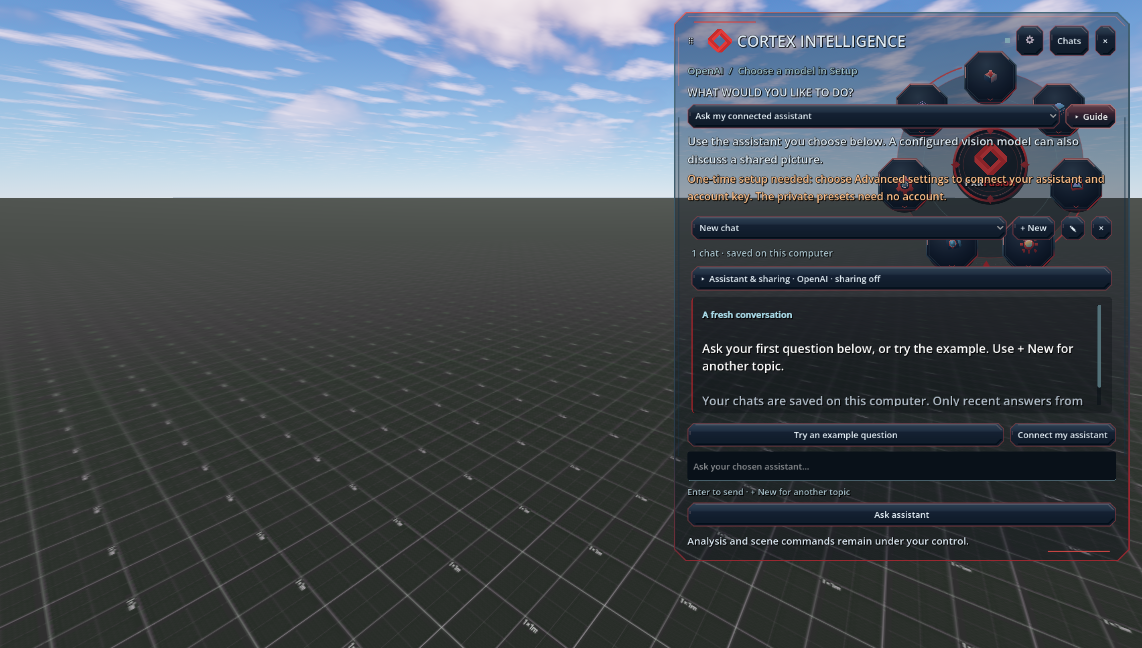 CORTEX INTELLIGENCE
Chats
×
OpenAI / Choose a model in Setup
WHAT WOULD YOU LIKE TO DO?
Ask my connected assistant
Guide
Use the assistant you choose below. A configured vision model can also
discuss a shared picture.
One-time setup needed: choose Advanced settings to connect your assistant and
account key. The private presets need no account.
New chat
+ New
×
1 chat · saved on this computer
Assistant & sharing · OpenAI · sharing off
A fresh conversation
Ask your first question below, or try the example. Use + New for
another topic.
Your chats are saved on this computer. Only recent answers from
Try an example question
Connect my assistant
Ask your chosen assistant...
Enter to send · + New for another topic
Ask assistant
Analysis and scene commands remain under your control.